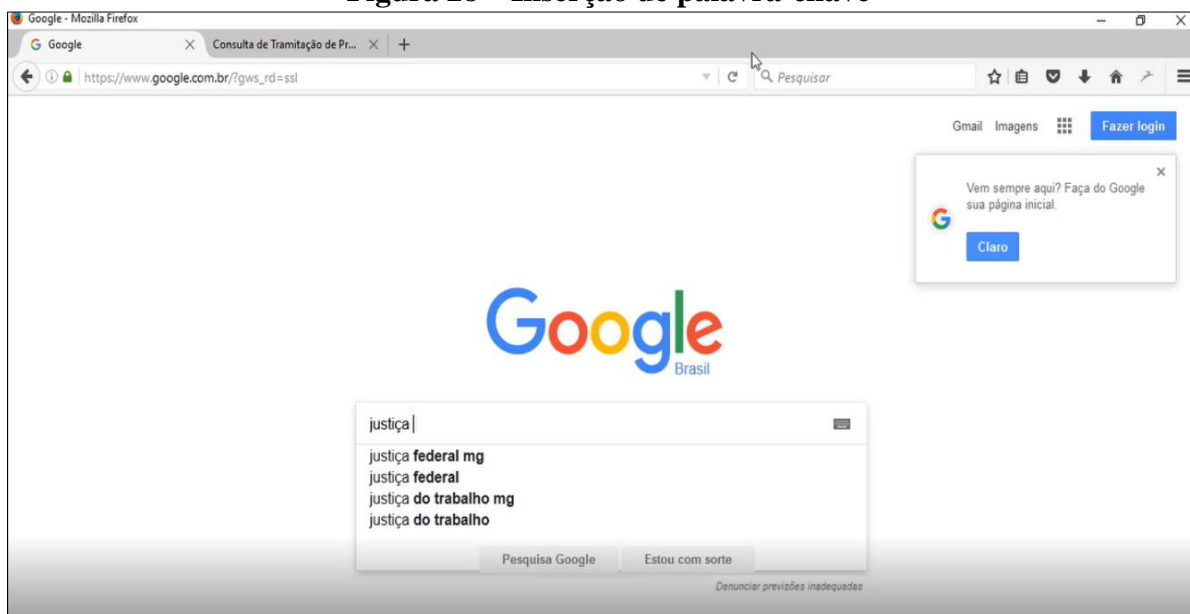 Google - Mozilla Firefox
Google
Consulta de Tramitação de Pr...
https://www.google.com.br/?gws_rd=ssl
Pesquisar
Gmail Imagens Fazer login
Vem sempre aqui? Faça do Google
sua página inicial.
Claro
Google
Brasil
justiça
justiça federal mg
justiça federal
justiça do trabalho mg
justiça do trabalho
Pesquisa Google Estou com sorte
Denunciar previsões inadequadas